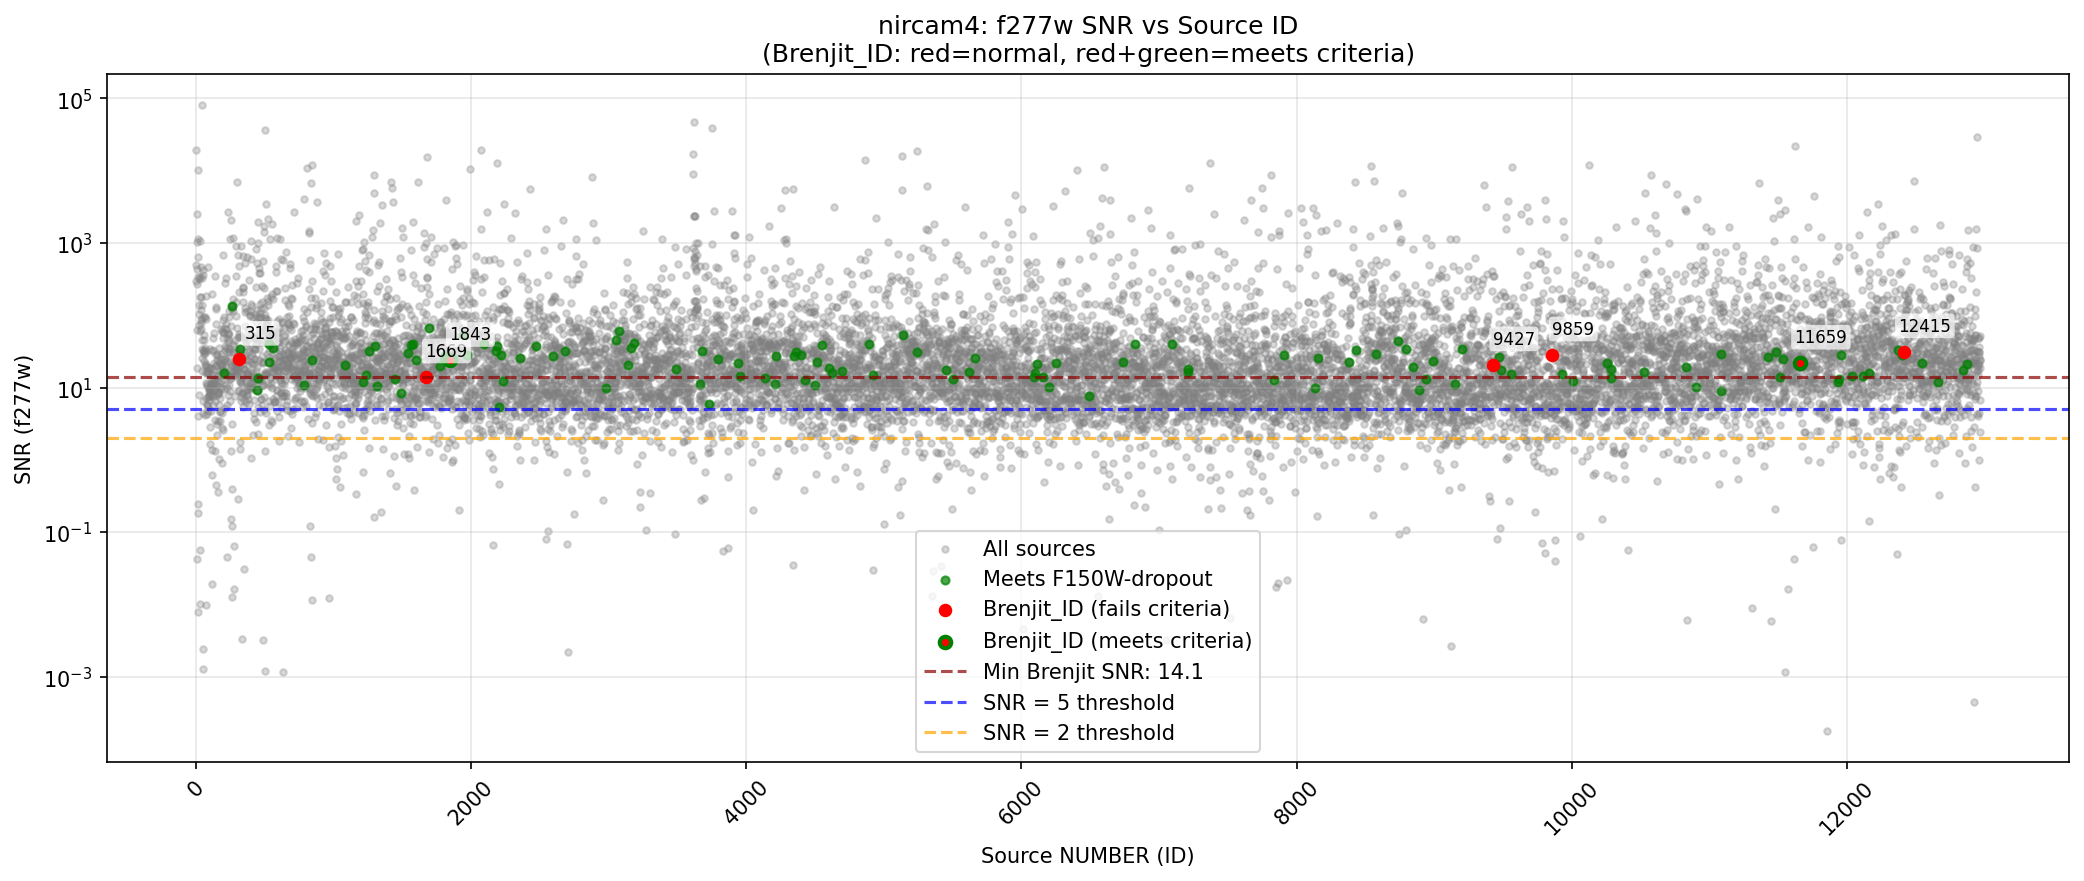 nircam4: f277w SNR vs Source ID
(Brenjit_ID: red=normal, red+green=meets criteria)
SNR (f277w)
10^5
10^3
10^1
10^-1
10^-3
315
1843
1669
9427
9859
11659
12415
All sources
Meets F150W-dropout
Brenjit_ID (fails criteria)
Brenjit_ID (meets criteria)
Min Brenjit SNR: 14.1
SNR = 5 threshold
SNR = 2 threshold
0
2000
4000
6000
8000
10000
12000
Source NUMBER (ID)